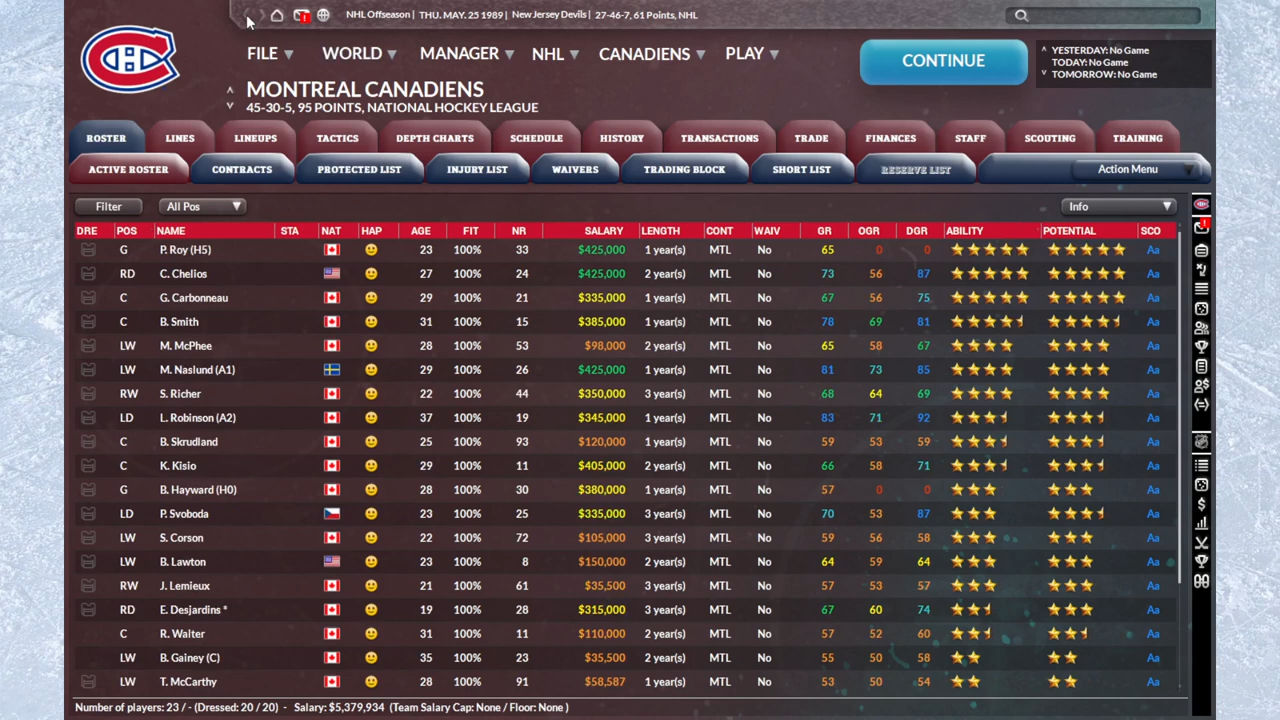 NHL Offseason | THU. MAY. 25 1989 | New Jersey Devils | 27-46-7, 61 Points, NHL
FILE WORLD MANAGER NHL CANADIENS PLAY
CONTINUE
YESTERDAY: No Game
TODAY: No Game
TOMORROW: No Game
MONTREAL CANADIENS
45-30-5, 95 POINTS, NATIONAL HOCKEY LEAGUE
ROSTER LINES LINEUPS TACTICS DEPTH CHARTS SCHEDULE HISTORY TRANSACTIONS TRADE FINANCES STAFF SCOUTING TRAINING
ACTIVE ROSTER CONTRACTS PROTECTED LIST INJURY LIST WAIVERS TRADING BLOCK SHORT LIST RESERVE LIST Action Menu
Filter All Pos Info
DRE POS NAME STA NAT HAP AGE FIT NR SALARY LENGTH CONT WAIV GR OGR DGR ABILITY POTENTIAL SCO
G P. Roy (H5) 23 100% 33 $425,000 1 year(s) MTL No 65 0 0 Aa
RD C. Chelios 27 100% 24 $425,000 2 year(s) MTL No 73 56 87 Aa
C G. Carbonneau 29 100% 21 $335,000 1 year(s) MTL No 67 56 75 Aa
C B. Smith 31 100% 15 $385,000 2 year(s) MTL No 78 69 81 Aa
LW M. McPhee 28 100% 53 $98,000 2 year(s) MTL No 65 58 67 Aa
LW M. Naslund (A1) 29 100% 26 $425,000 1 year(s) MTL No 81 73 85 Aa
RW S. Richer 22 100% 44 $350,000 3 year(s) MTL No 68 64 69 Aa
LD L. Robinson (A2) 37 100% 19 $345,000 1 year(s) MTL No 83 71 92 Aa
C B. Skrudland 25 100% 93 $120,000 1 year(s) MTL No 59 53 59 Aa
C K. Kisio 29 100% 11 $405,000 2 year(s) MTL No 66 58 71 Aa
G B. Hayward (H0) 28 100% 30 $380,000 1 year(s) MTL No 57 0 0 Aa
LD P. Svoboda 23 100% 25 $335,000 3 year(s) MTL No 70 53 87 Aa
LW S. Corson 22 100% 72 $105,000 3 year(s) MTL No 59 56 58 Aa
LW B. Lawton 23 100% 8 $150,000 2 year(s) MTL No 64 59 64 Aa
RW J. Lemieux 21 100% 61 $35,500 3 year(s) MTL No 57 53 57 Aa
RD E. Desjardins * 19 100% 28 $315,000 3 year(s) MTL No 67 60 74 Aa
C R. Walter 31 100% 11 $110,000 2 year(s) MTL No 57 52 60 Aa
LW B. Gainey (C) 35 100% 23 $35,500 2 year(s) MTL No 55 50 58 Aa
LW T. McCarthy 28 100% 91 $58,587 1 year(s) MTL No 53 50 54 Aa
Number of players: 23 / - (Dressed: 20 / 20) - Salary: $5,379,934 (Team Salary Cap: None / Floor: None )